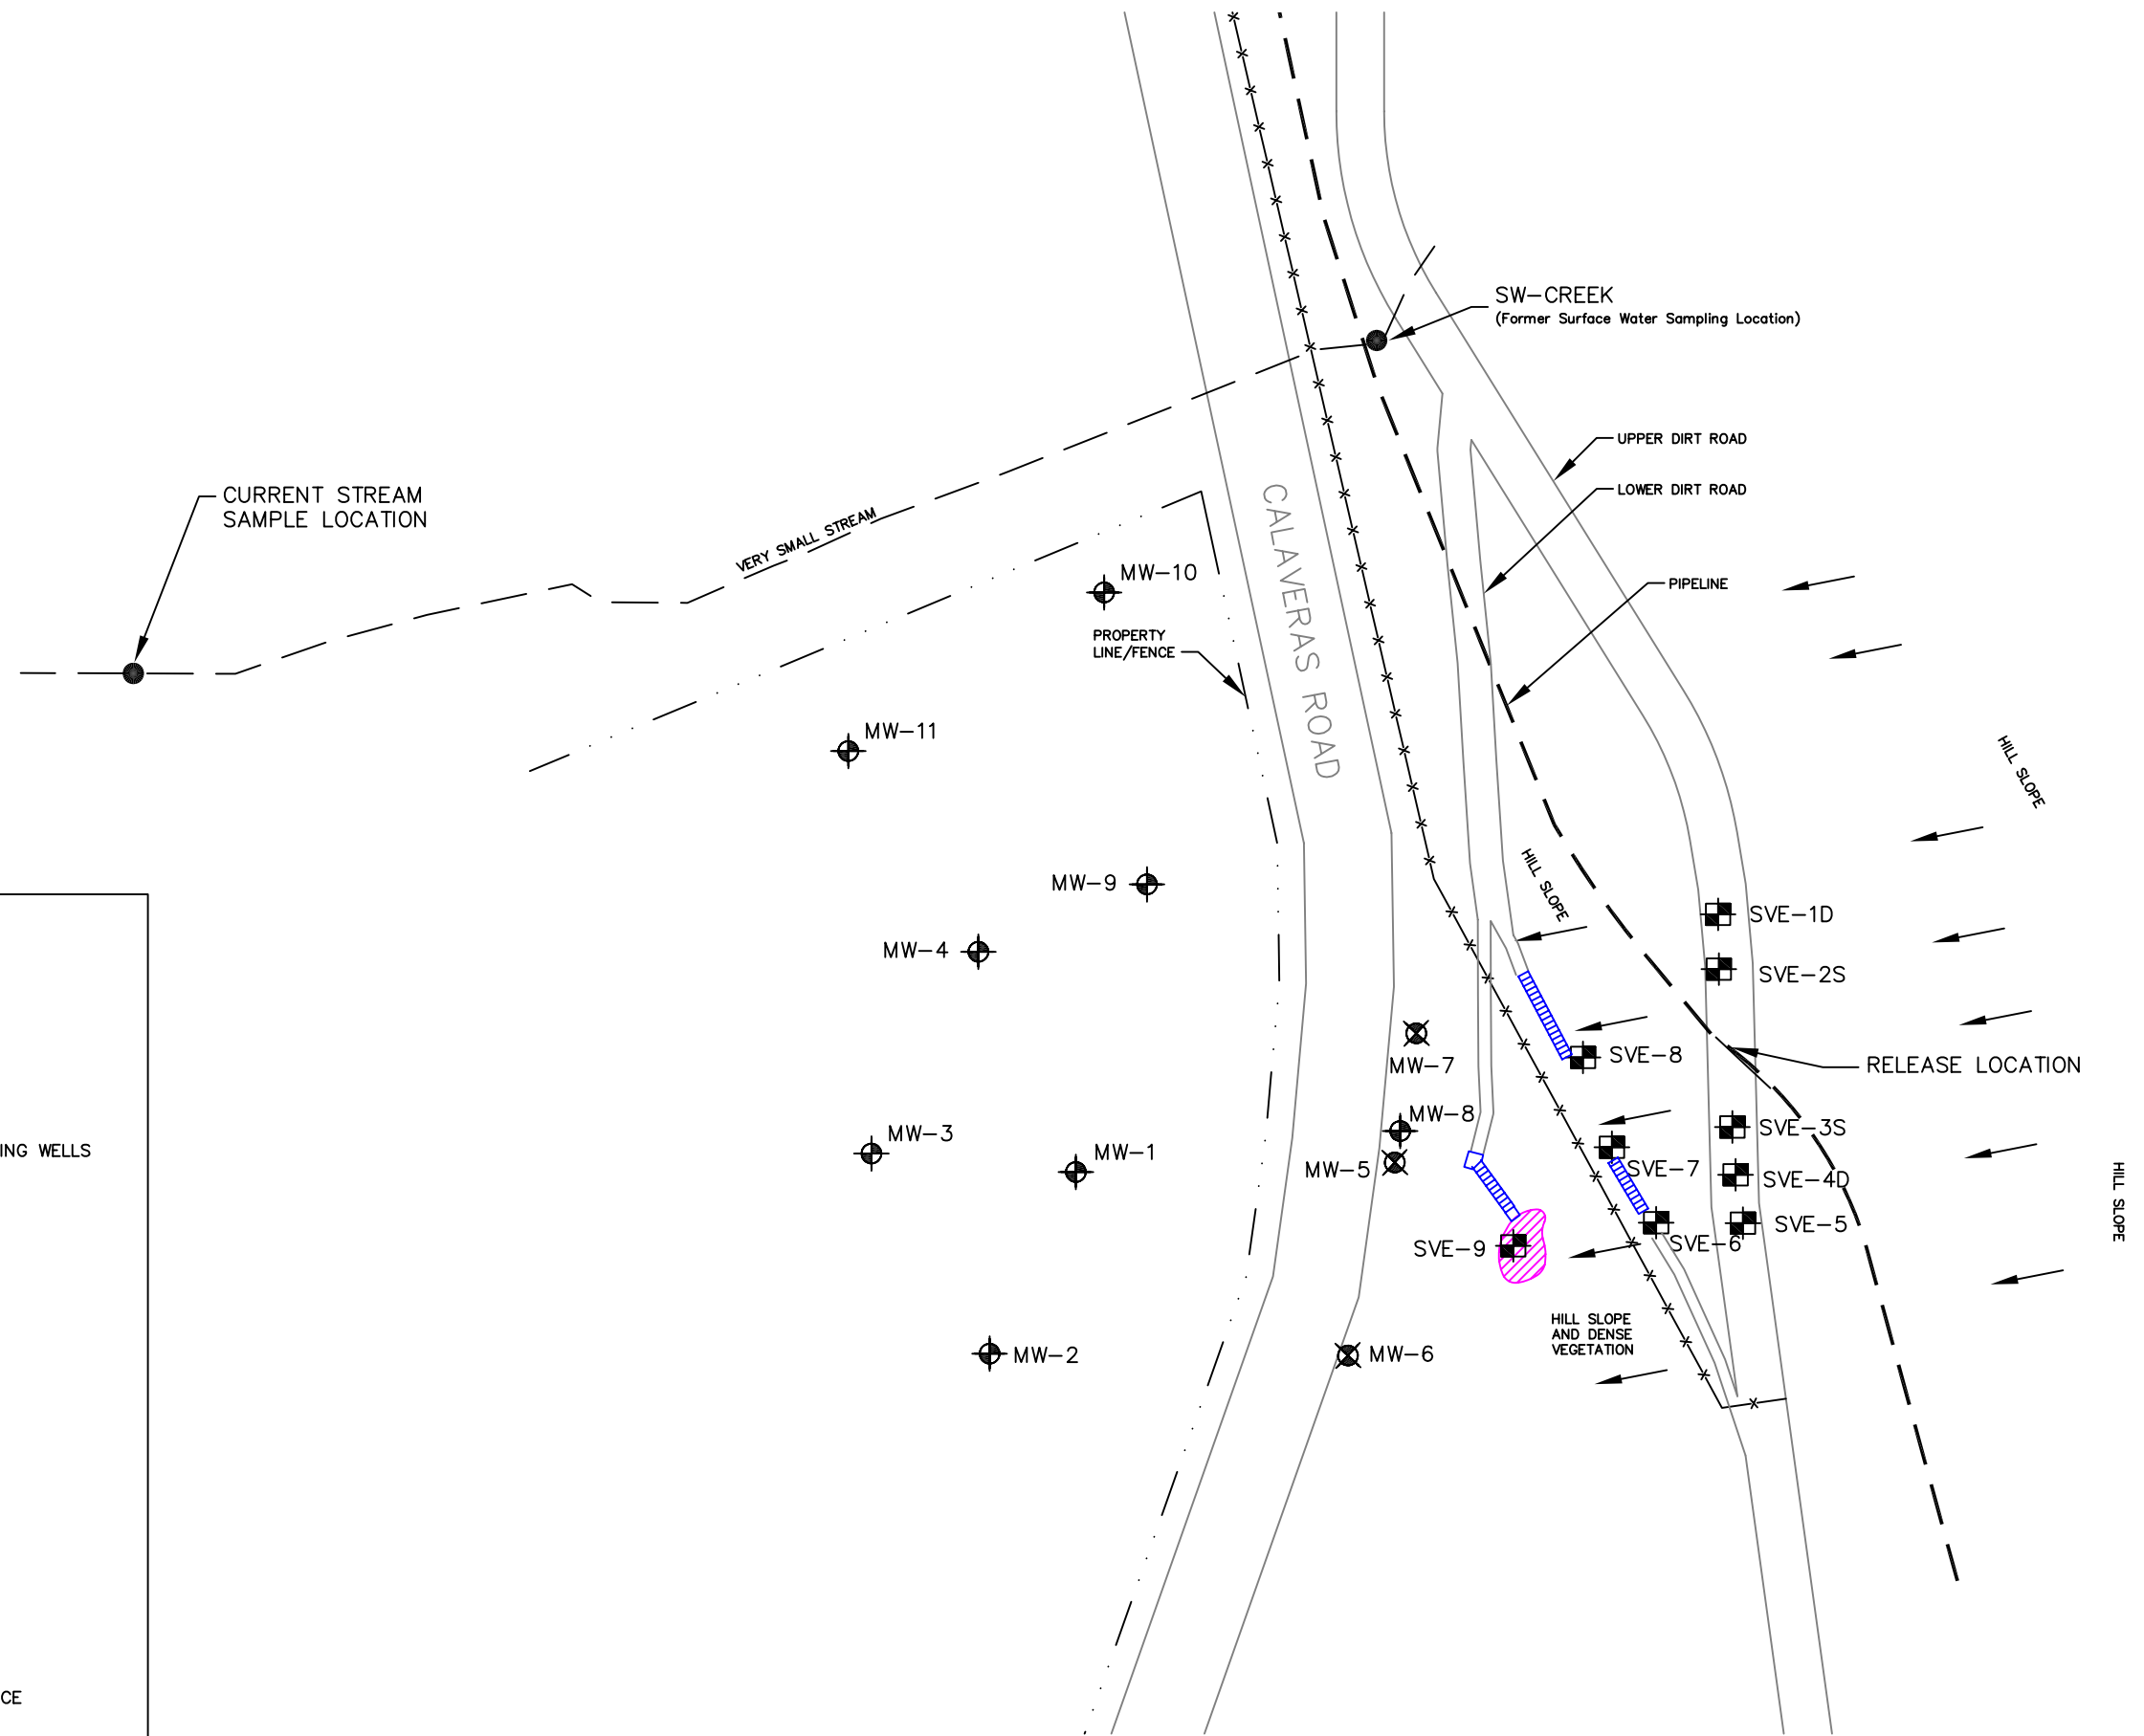 SW-CREEK
(Former Surface Water Sampling Location)
UPPER DIRT ROAD
LOWER DIRT ROAD
CURRENT STREAM
SAMPLE LOCATION
VERY SMALL STREAM
CALAVERAS ROAD
MW-10
PIPELINE
PROPERTY
LINE/FENCE
MW-11
HILL SLOPE
HILL SLOPE
MW-9
SVE-1D
MW-4
SVE-2S
MW-7
SVE-8
RELEASE LOCATION
MW-8
MW-3
SVE-3S
ING WELLS
MW-1
MW-5
SVE-7
SVE-4D
HILL SLOPE
SVE-5
SVE-9
SVE-6
HILL SLOPE
AND DENSE
VEGETATION
MW-2
MW-6
CE